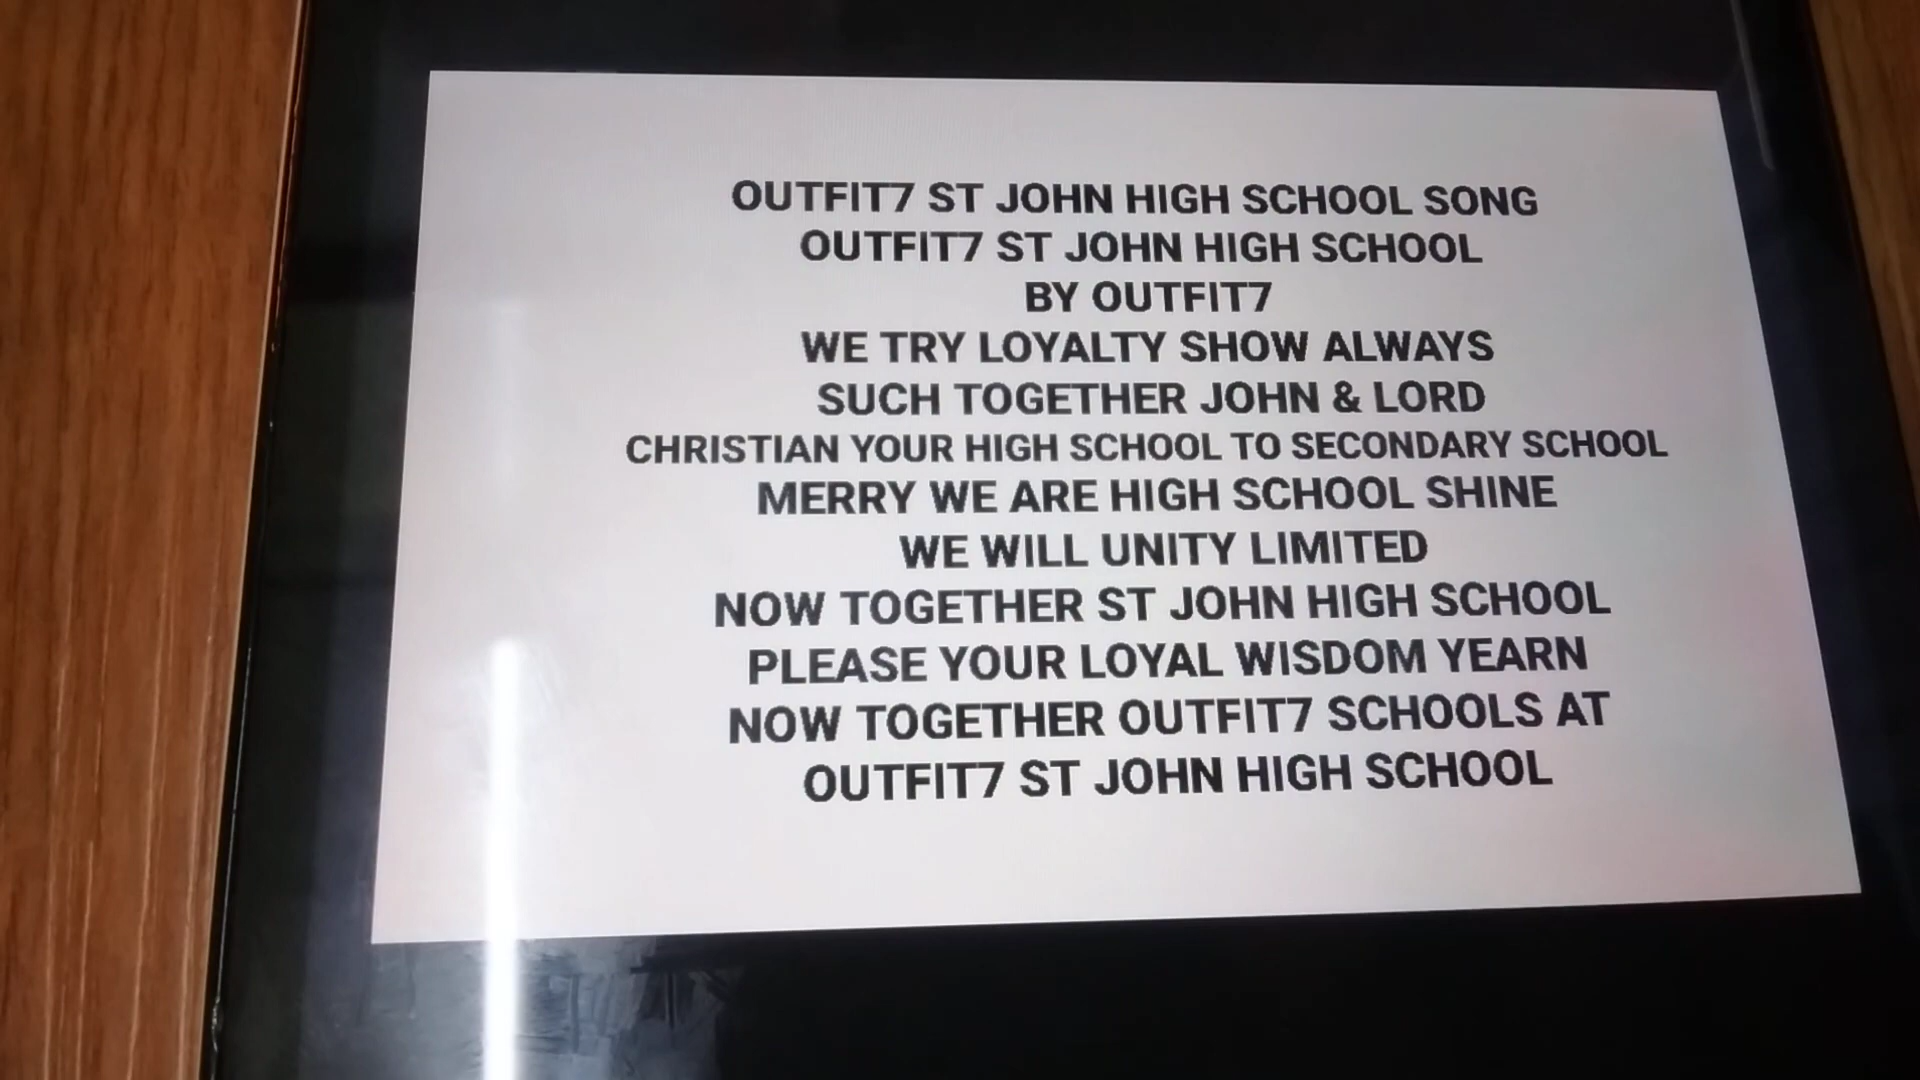 OUTFIT7 ST JOHN HIGH SCHOOL SONG
OUTFIT7 ST JOHN HIGH SCHOOL
BY OUTFIT7
WE TRY LOYALTY SHOW ALWAYS
SUCH TOGETHER JOHN & LORD
CHRISTIAN YOUR HIGH SCHOOL TO SECONDARY SCHOOL
MERRY WE ARE HIGH SCHOOL SHINE
WE WILL UNITY LIMITED
NOW TOGETHER ST JOHN HIGH SCHOOL
PLEASE YOUR LOYAL WISDOM YEARN
NOW TOGETHER OUTFIT7 SCHOOLS AT
OUTFIT7 ST JOHN HIGH SCHOOL